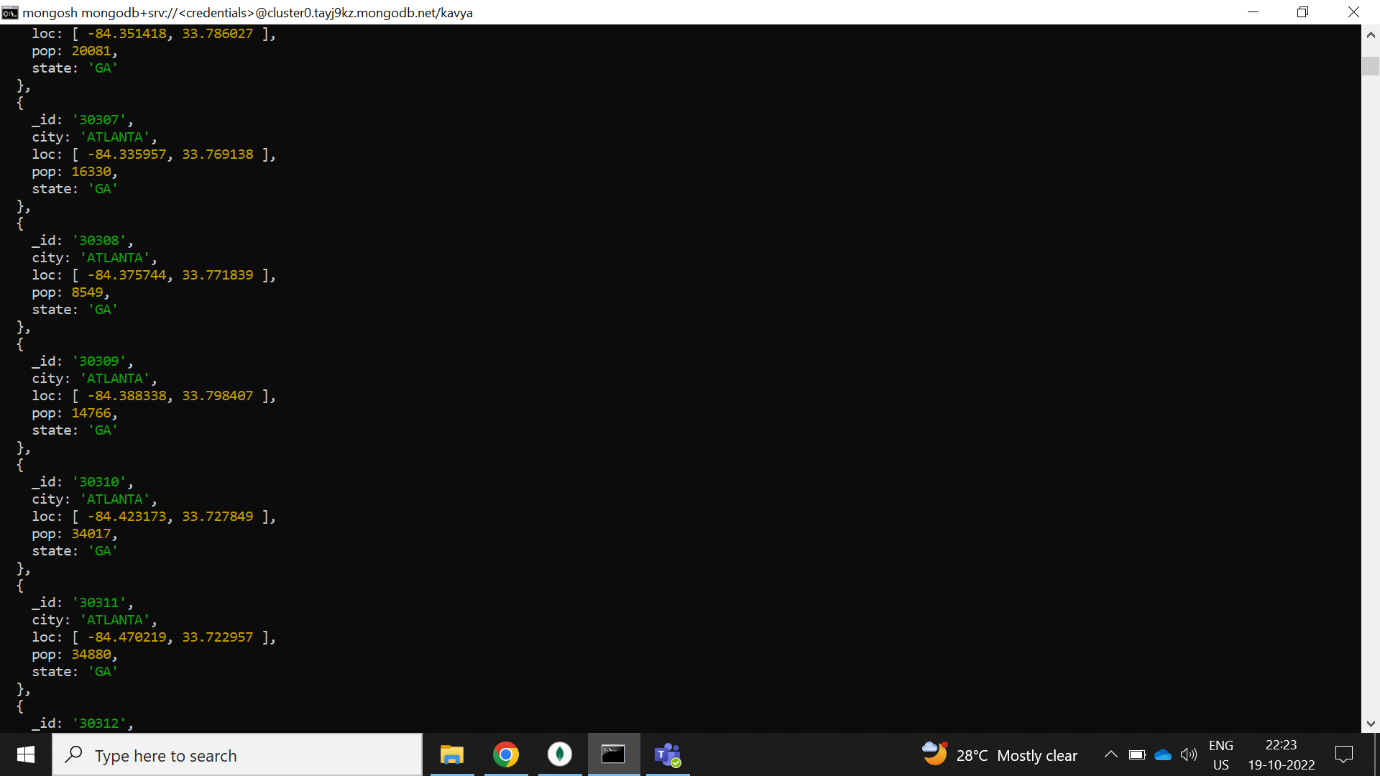 mongosh mongodb+srv://<credentials>@cluster0.tayj9kz.mongodb.net/kavya
loc: [ -84.351418, 33.786027 ],
pop: 20081,
state: 'GA'
},
{
_id: '30307',
city: 'ATLANTA',
loc: [ -84.335957, 33.769138 ],
pop: 16330,
state: 'GA'
},
{
_id: '30308',
city: 'ATLANTA',
loc: [ -84.375744, 33.771839 ],
pop: 8549,
state: 'GA'
},
{
_id: '30309',
city: 'ATLANTA',
loc: [ -84.388338, 33.798407 ],
pop: 14766,
state: 'GA'
},
{
_id: '30310',
city: 'ATLANTA',
loc: [ -84.423173, 33.727849 ],
pop: 34017,
state: 'GA'
},
{
_id: '30311',
city: 'ATLANTA',
loc: [ -84.470219, 33.722957 ],
pop: 34880,
state: 'GA'
},
{
_id: '30312',
Type here to search
28°C Mostly clear
ENG
US
22:23
19-10-2022